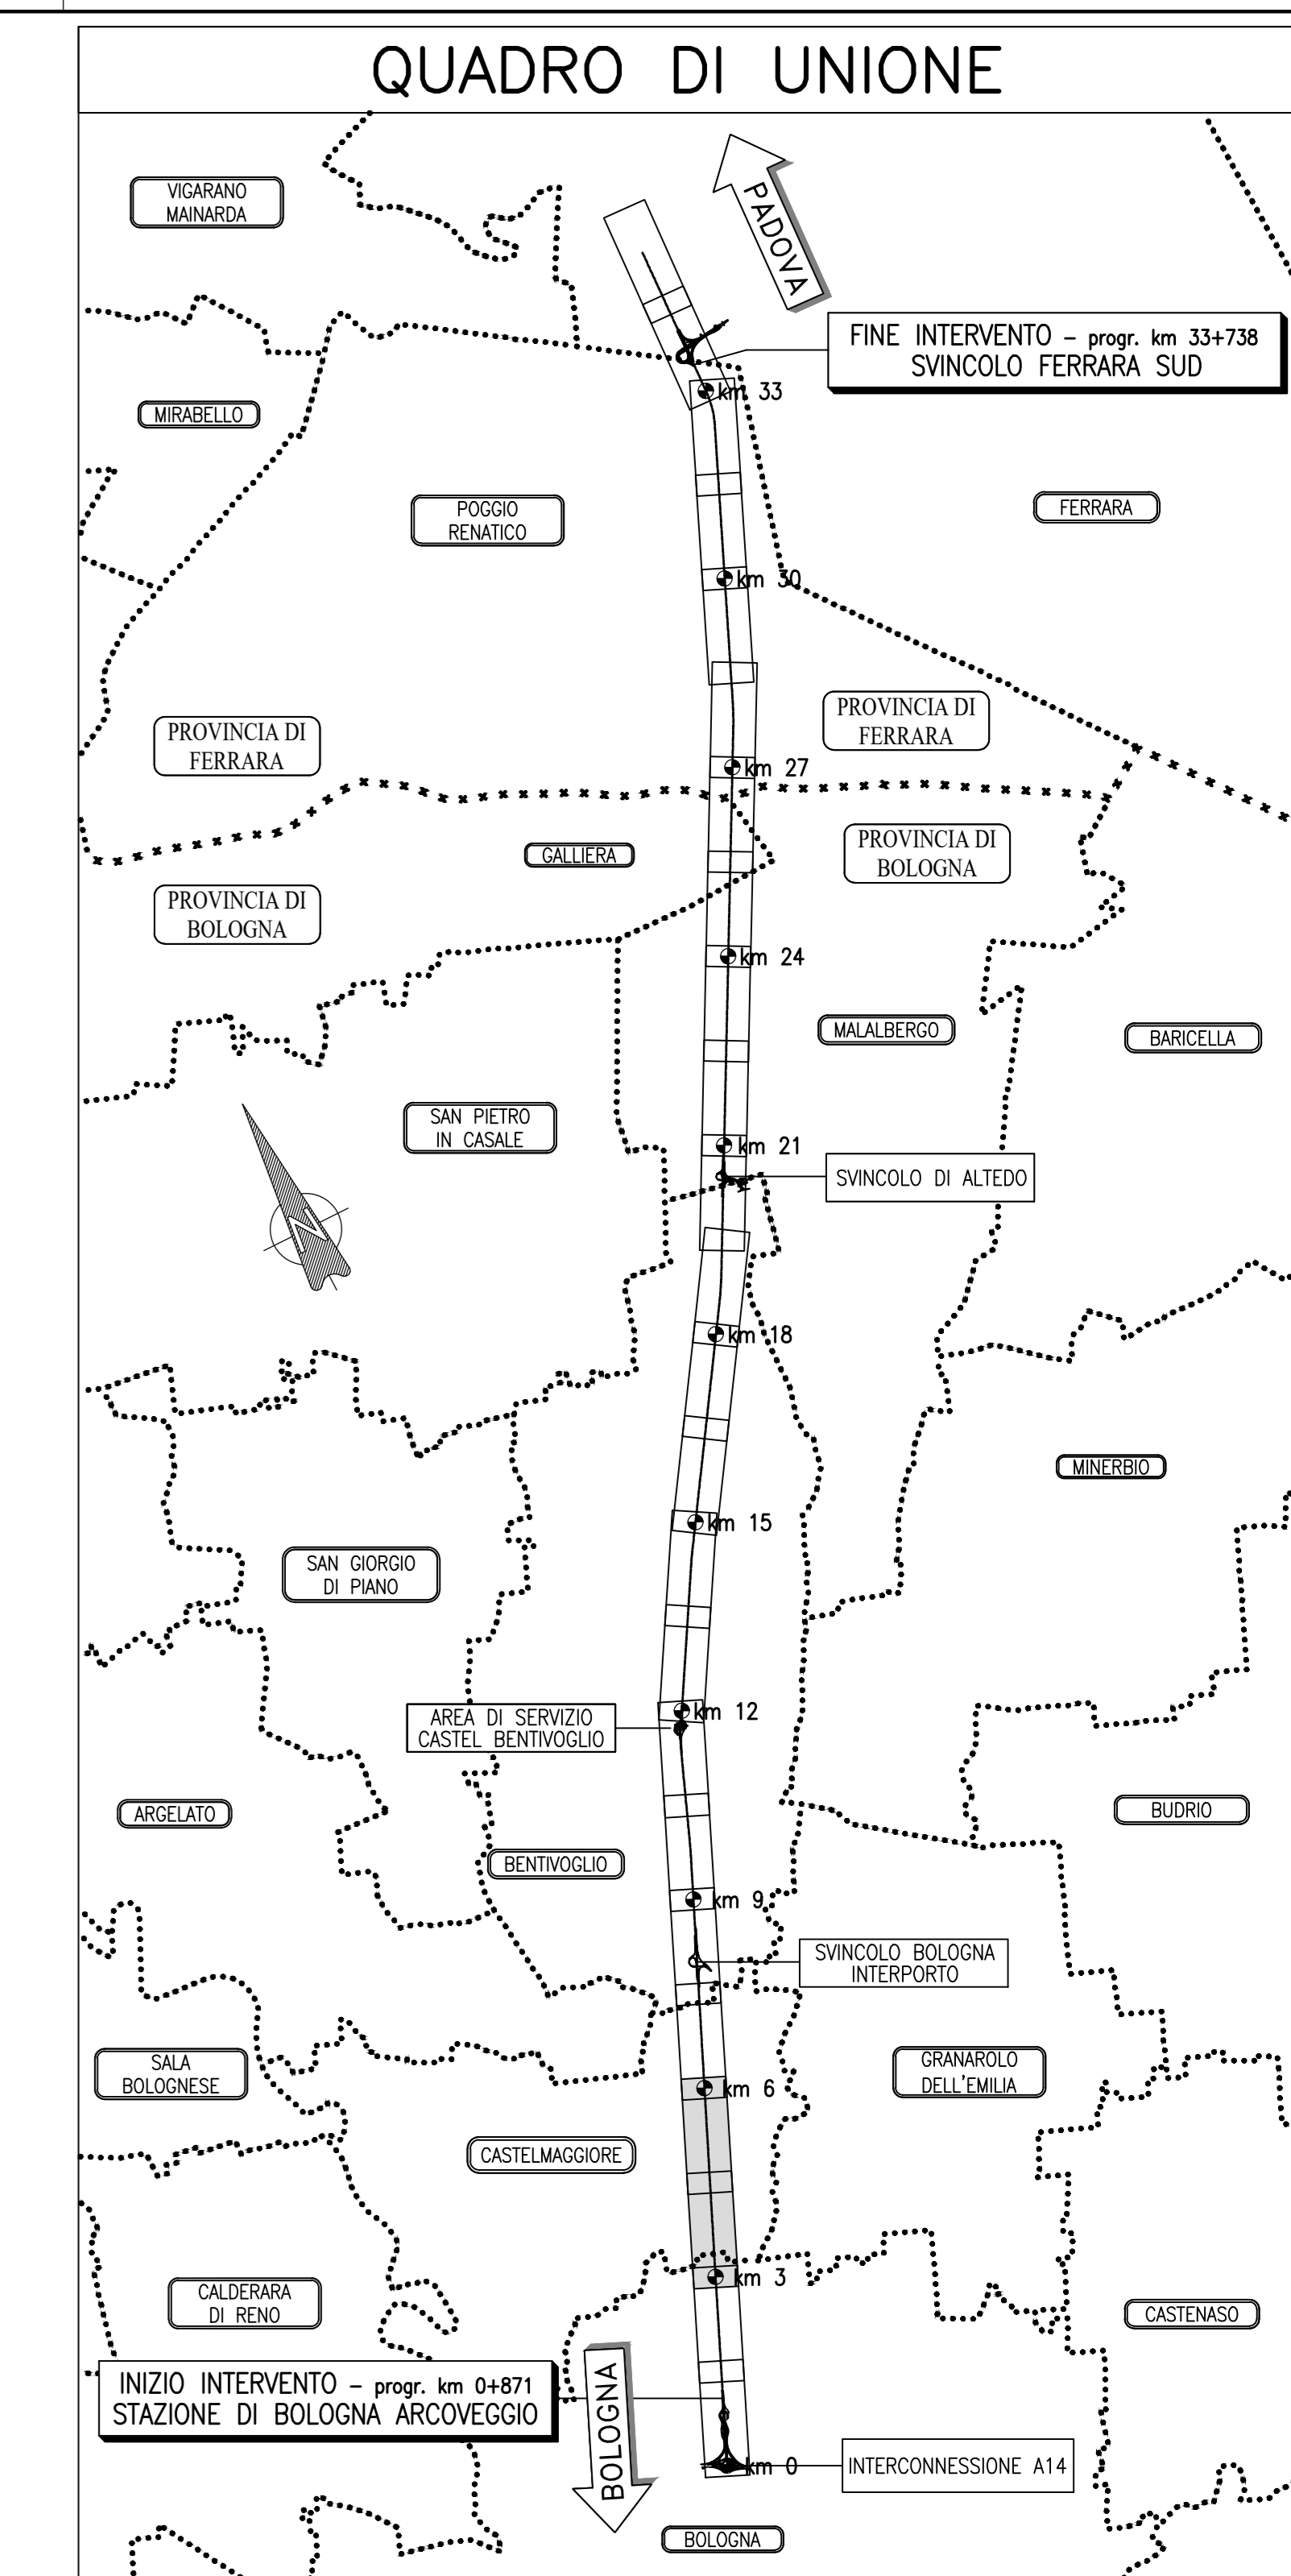 QUADRO DI UNIONE
VIGARANO
MAINARDA
PADOVA
FINE INTERVENTO – progr. km 33+738
SVINCOLO FERRARA SUD
km 33
MIRABELLO
POGGIO
RENATICO
FERRARA
km 30
PROVINCIA DI
FERRARA
PROVINCIA DI
FERRARA
km 27
GALLIERA
PROVINCIA DI
BOLOGNA
PROVINCIA DI
BOLOGNA
km 24
MALALBERGO
BARICELLA
SAN PIETRO
IN CASALE
km 21
SVINCOLO DI ALTEDO
N
km 18
MINERBIO
km 15
SAN GIORGIO
DI PIANO
km 12
AREA DI SERVIZIO
CASTEL BENTIVOGLIO
ARGELATO
BUDRIO
BENTIVOGLIO
km 9
SVINCOLO BOLOGNA
INTERPORTO
SALA
BOLOGNESE
GRANAROLO
DELL'EMILIA
km 6
CASTELMAGGIORE
km 3
CALDERARA
DI RENO
CASTENASO
INIZIO INTERVENTO – progr. km 0+871
STAZIONE DI BOLOGNA ARCOVEGGIO
BOLOGNA
km 0
INTERCONNESSIONE A14
BOLOGNA